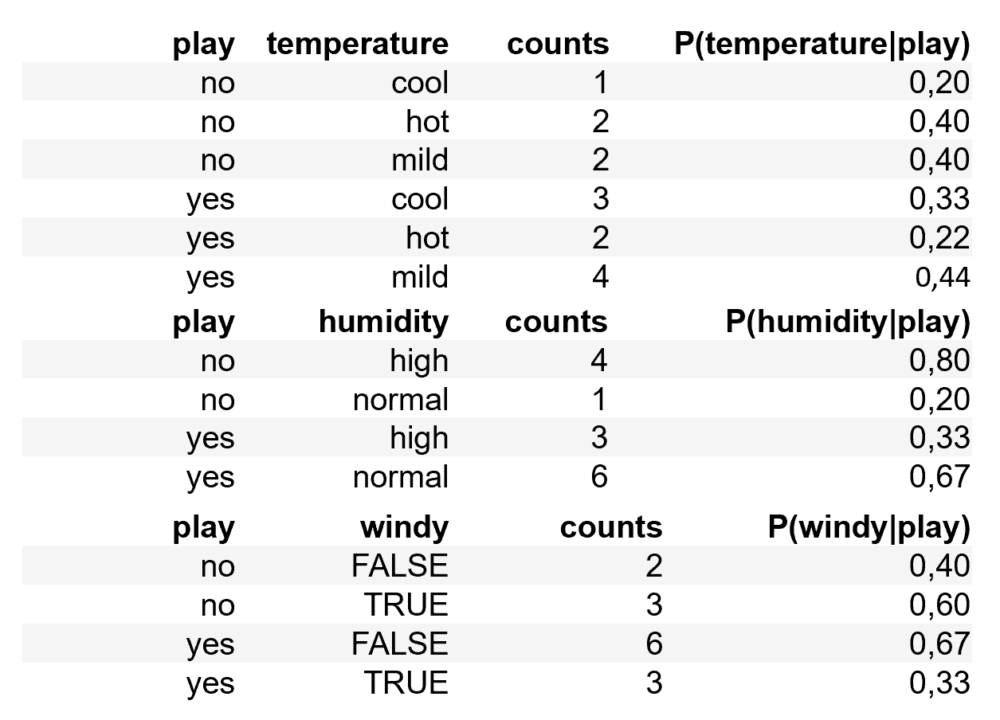 play temperature counts P(temperature|play)
no cool 1 0,20
no hot 2 0,40
no mild 2 0,40
yes cool 3 0,33
yes hot 2 0,22
yes mild 4 0,44
play humidity counts P(humidity|play)
no high 4 0,80
no normal 1 0,20
yes high 3 0,33
yes normal 6 0,67
play windy counts P(windy|play)
no FALSE 2 0,40
no TRUE 3 0,60
yes FALSE 6 0,67
yes TRUE 3 0,33